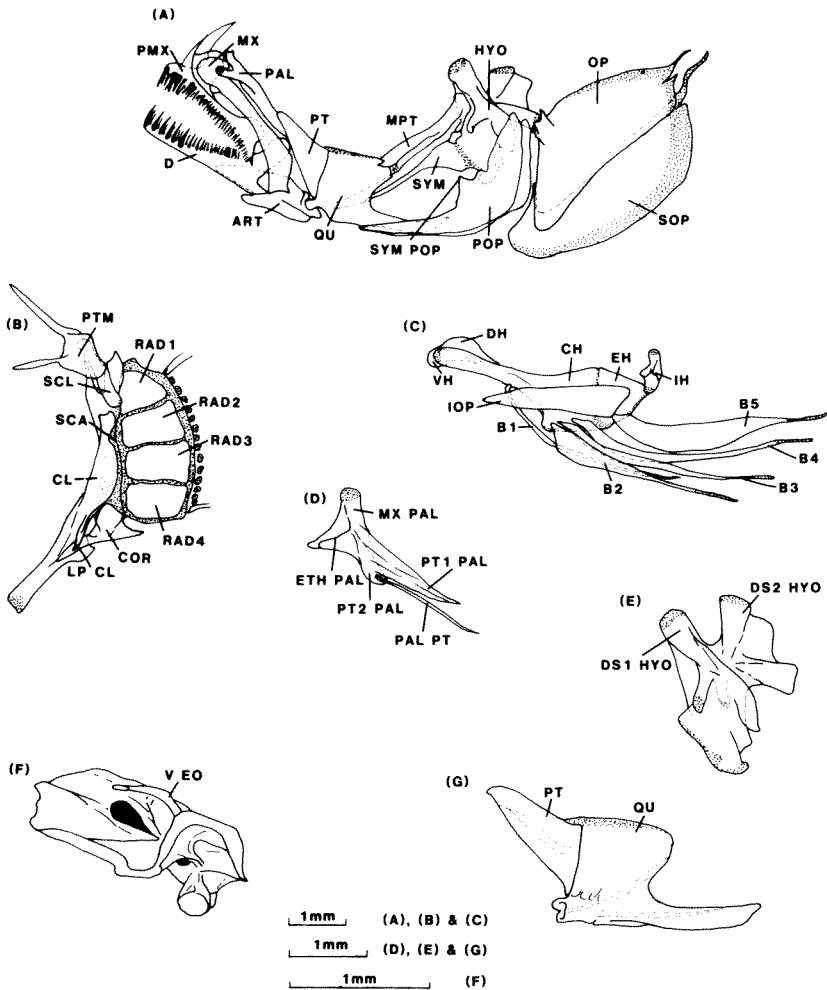 (A)
PMX
MX
PAL
PT
MPT
HYO
OP
D
ART
QU
SYM
SYM POP
POP
SOP
(B)
PTM
RAD1
SCL
RAD2
SCA
RAD3
CL
RAD4
COR
LP CL
(C)
DH
CH
EH
VH
IH
IOP
B1
B5
B4
B3
B2
(D)
MX PAL
PT1 PAL
ETH PAL
PT2 PAL
PAL PT
(E)
DS2 HYO
DS1 HYO
(F)
V EO
(G)
PT
QU
1mm (A), (B) & (C)
1mm (D), (E) & (G)
1mm (F)